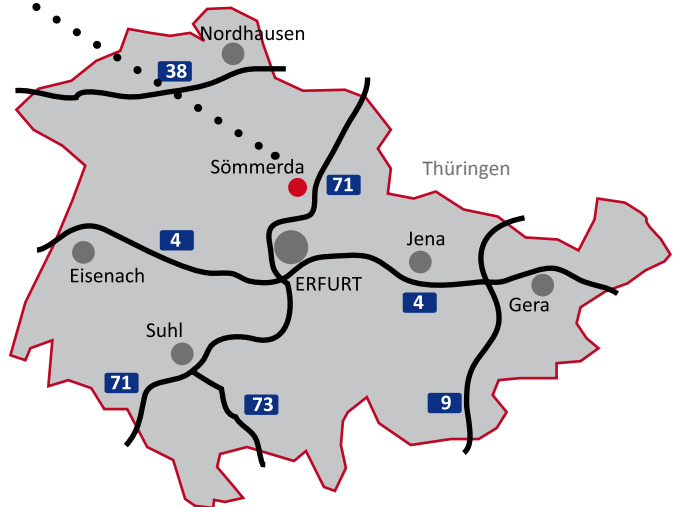 Nordhausen
38
Sömmerda
Thüringen
71
4
Jena
Eisenach
ERFURT
4
Gera
Suhl
71
73
9